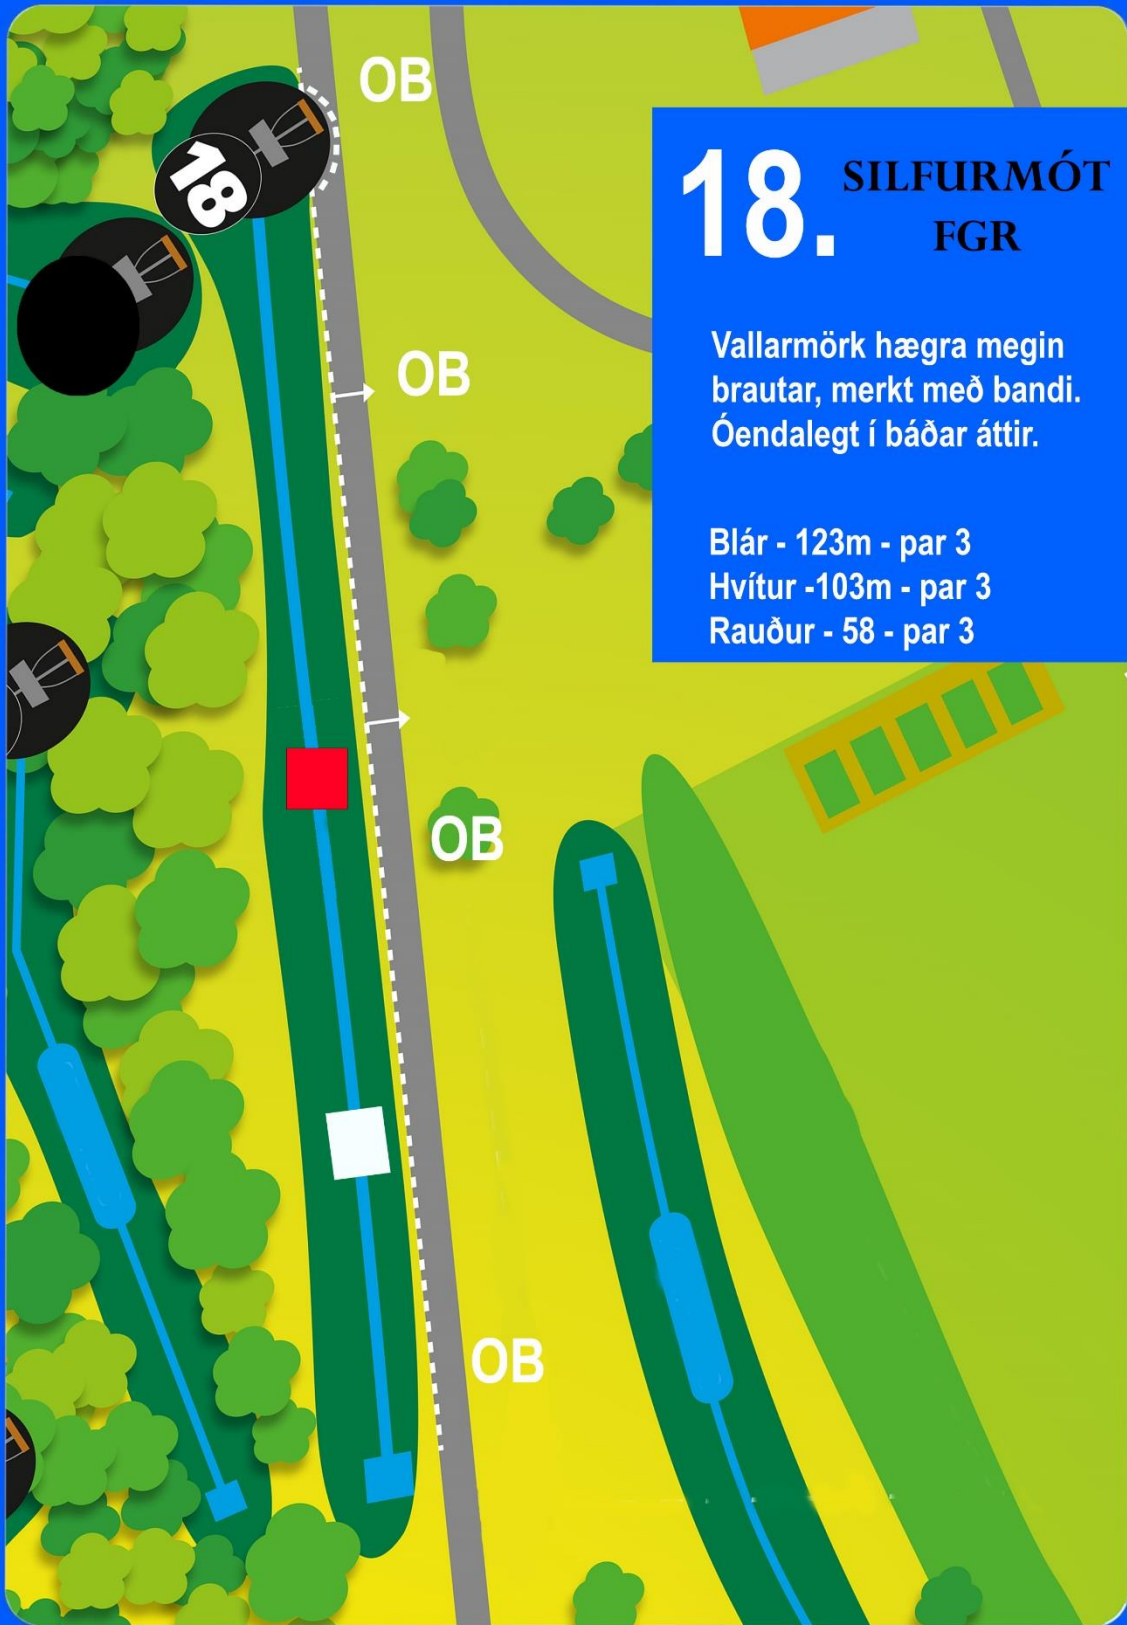 OB
18
18.
SILFURMÓT
FGR
Vallarmörk hægra megin
brautar, merkt með bandi.
Óendalegt í báðar áttir.
Blár - 123m - par 3
Hvítur -103m - par 3
Rauður - 58 - par 3
OB
OB
OB